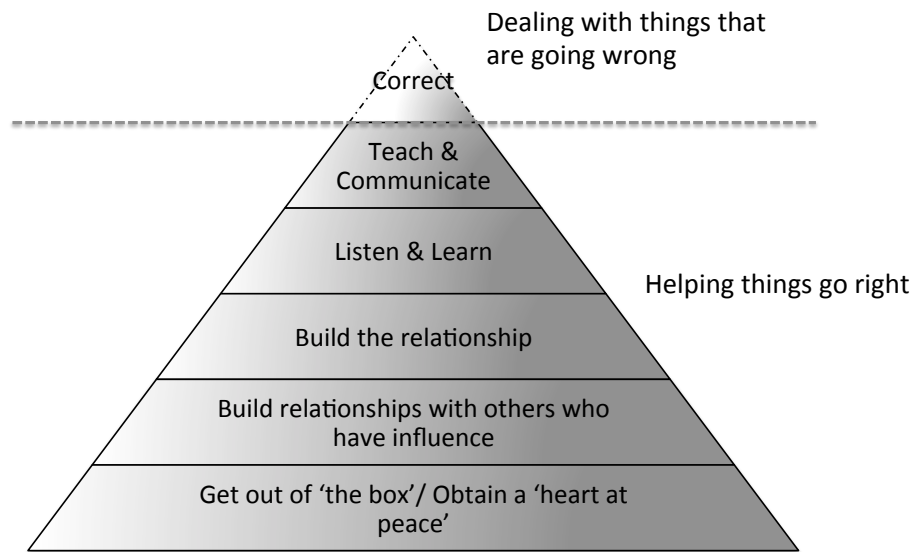 Dealing with things that
are going wrong
Correct
Teach &
Communicate
Listen & Learn
Helping things go right
Build the relationship
Build relationships with others who
have influence
Get out of ‘the box’/ Obtain a ‘heart at
peace’